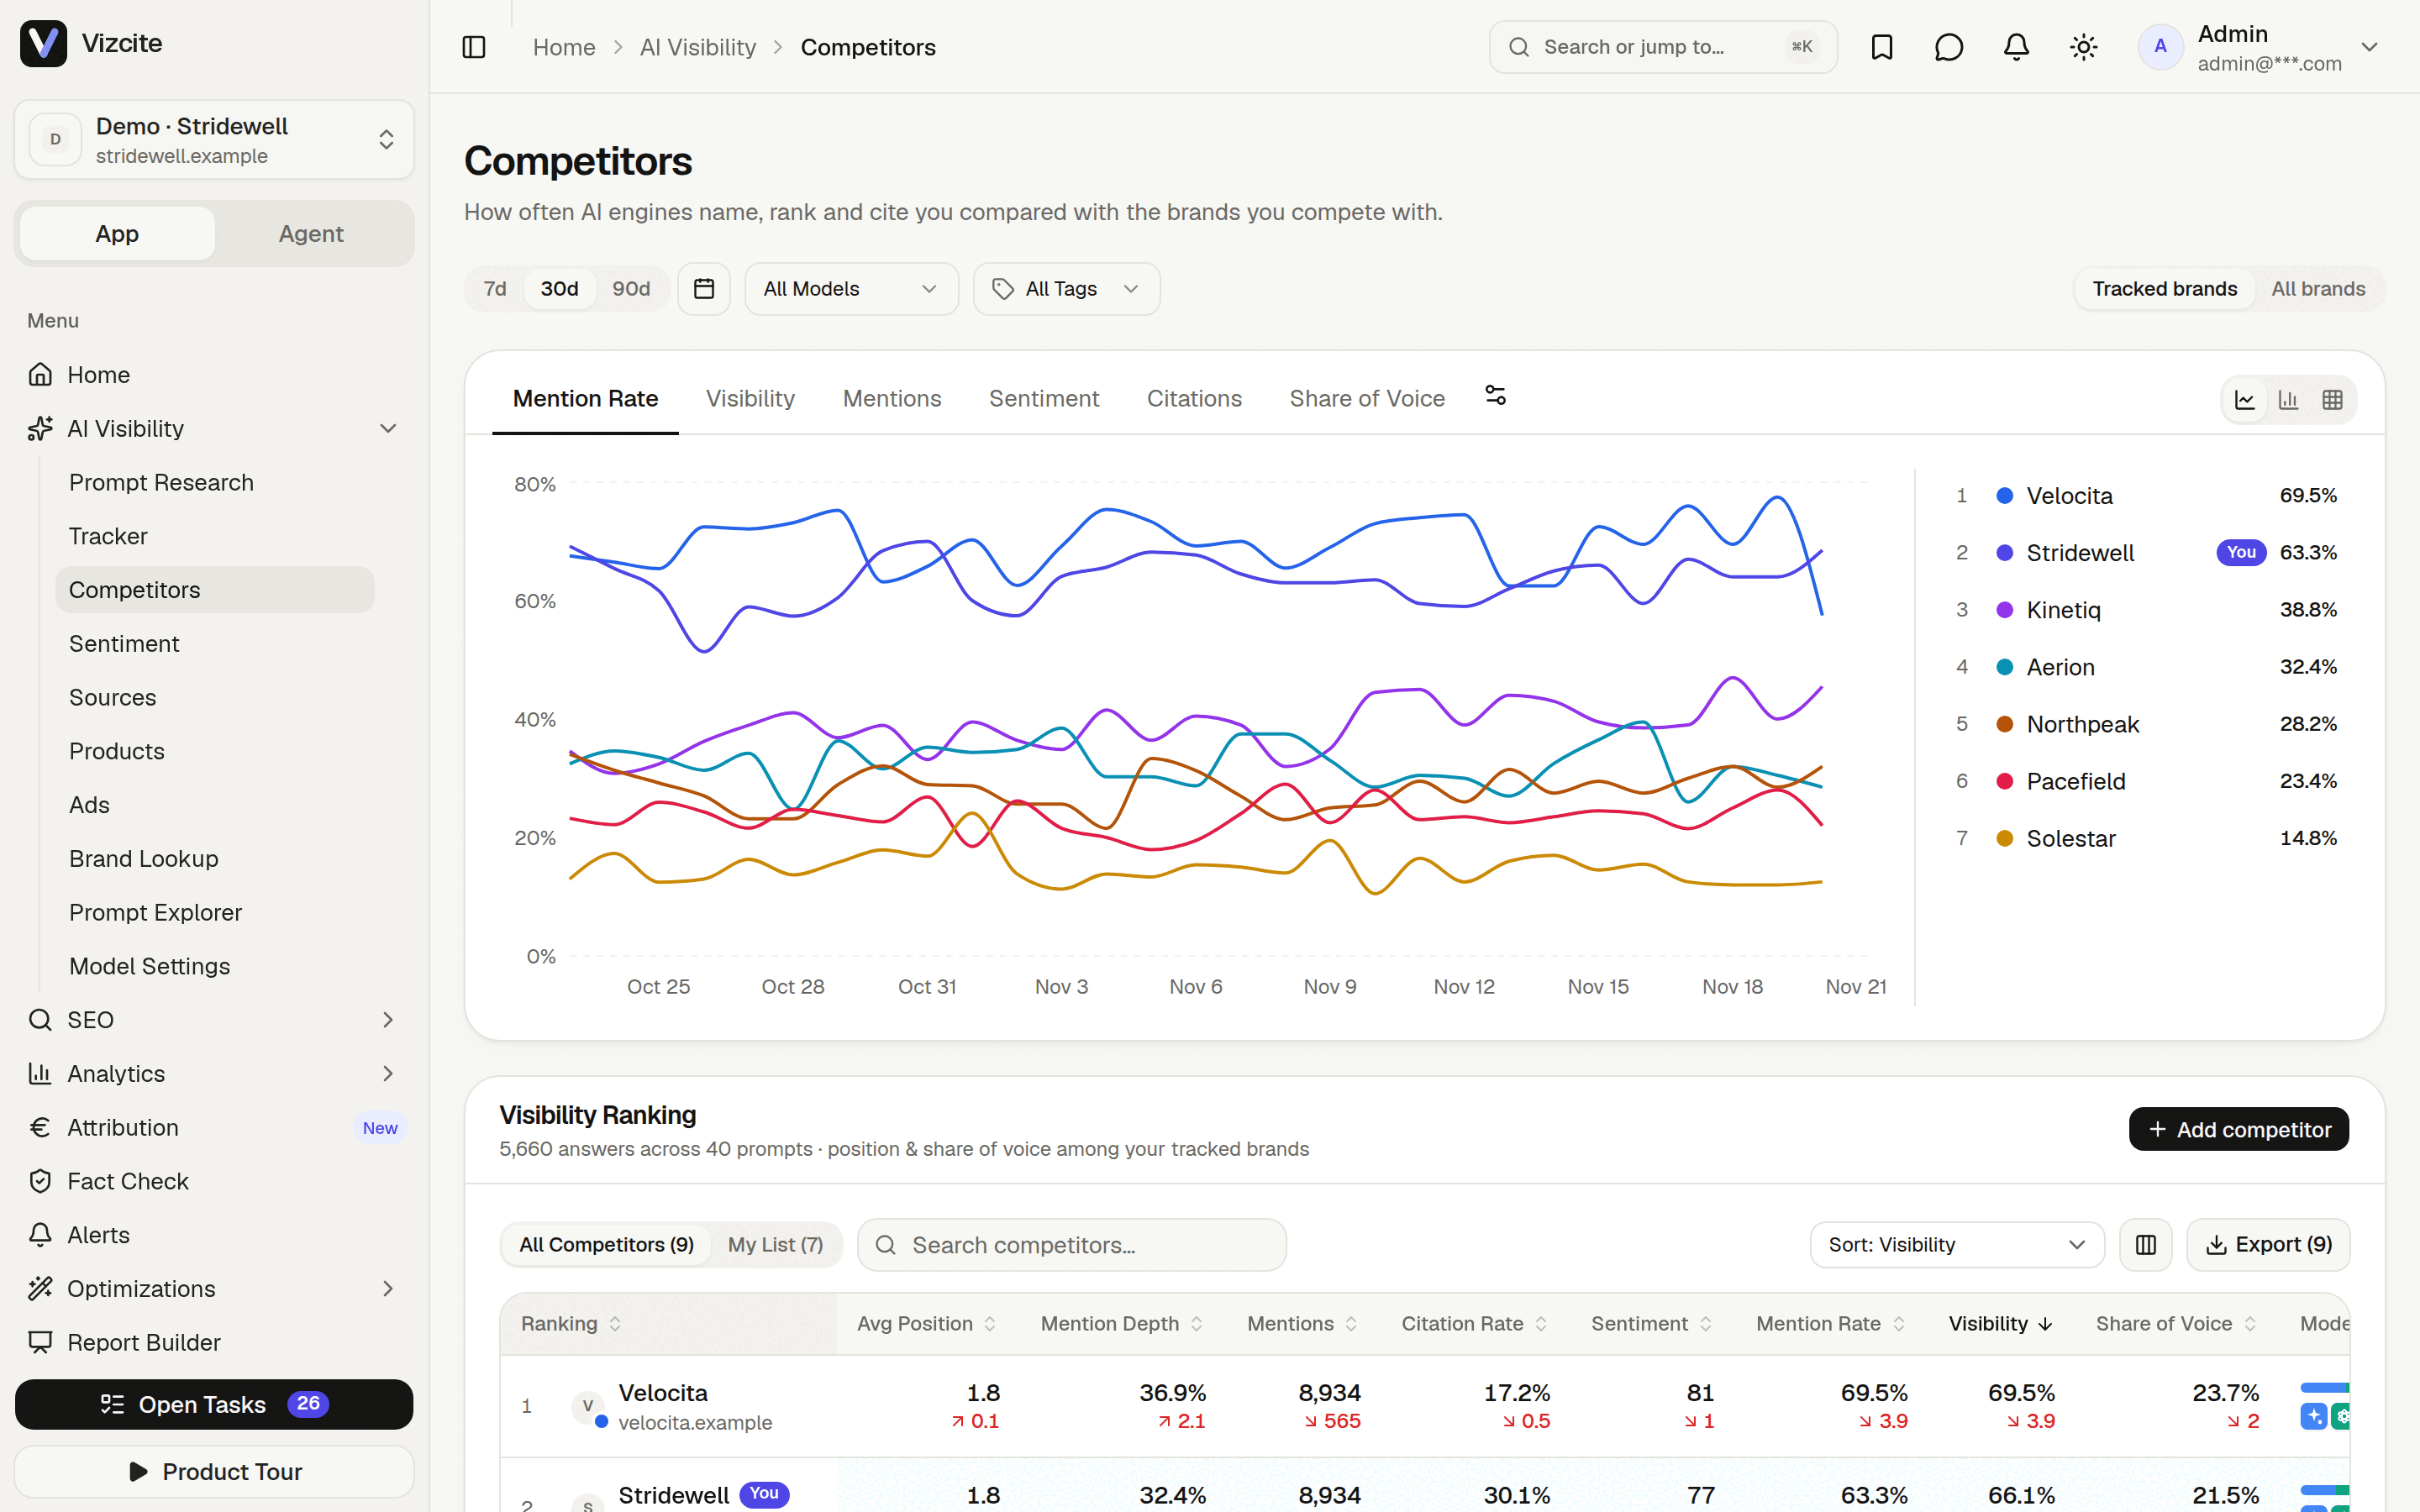 Vizcite
D
Demo · Stridewell
stridewell.example
App
Agent
Menu
Home
AI Visibility
Prompt Research
Tracker
Competitors
Sentiment
Sources
Products
Ads
Brand Lookup
Prompt Explorer
Model Settings
SEO
Analytics
Attribution New
Fact Check
Alerts
Optimizations
Report Builder
Open Tasks 26
Product Tour
Home AI Visibility Competitors
Search or jump to... ⌘K
A
Admin
admin@***.com
Competitors
How often AI engines name, rank and cite you compared with the brands you compete with.
7d 30d 90d All Models All Tags Tracked brands All brands
Mention Rate Visibility Mentions Sentiment Citations Share of Voice
80%
60%
40%
20%
0%
Oct 25 Oct 28 Oct 31 Nov 3 Nov 6 Nov 9 Nov 12 Nov 15 Nov 18 Nov 21
1 Velocita 69.5%
2 Stridewell You 63.3%
3 Kinetiq 38.8%
4 Aerion 32.4%
5 Northpeak 28.2%
6 Pacefield 23.4%
7 Solestar 14.8%
Visibility Ranking
5,660 answers across 40 prompts · position & share of voice among your tracked brands
Add competitor
All Competitors (9) My List (7) Search competitors... Sort: Visibility Export (9)
Ranking Avg Position Mention Depth Mentions Citation Rate Sentiment Mention Rate Visibility Share of Voice Mode
1 V Velocita 1.8 36.9% 8,934 17.2% 81 69.5% 69.5% 23.7%
velocita.example 0.1 2.1 565 0.5 1 3.9 3.9 2
2 S Stridewell You 1.8 32.4% 8,934 30.1% 77 63.3% 66.1% 21.5%